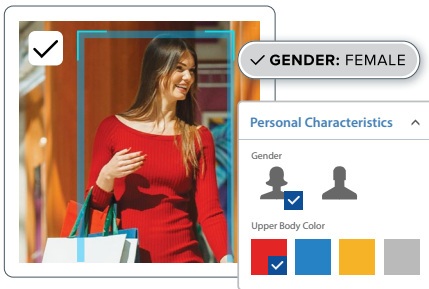 GENDER: FEMALE
Personal Characteristics
Gender
Upper Body Color